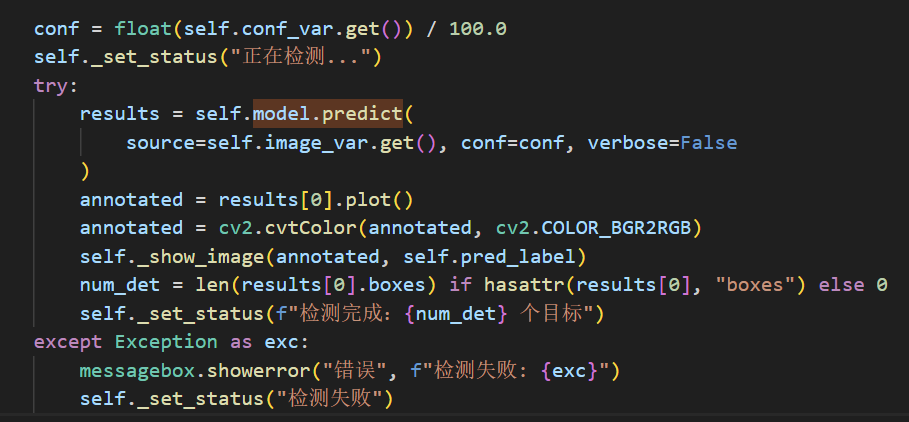 conf = float(self.conf_var.get()) / 100.0
self._set_status("正在检测...")
try:
    results = self.model.predict(
        source=self.image_var.get(), conf=conf, verbose=False
    )
    annotated = results[0].plot()
    annotated = cv2.cvtColor(annotated, cv2.COLOR_BGR2RGB)
    self._show_image(annotated, self.pred_label)
    num_det = len(results[0].boxes) if hasattr(results[0], "boxes") else 0
    self._set_status(f"检测完成：{num_det} 个目标")
except Exception as exc:
    messagebox.showerror("错误", f"检测失败: {exc}")
    self._set_status("检测失败")